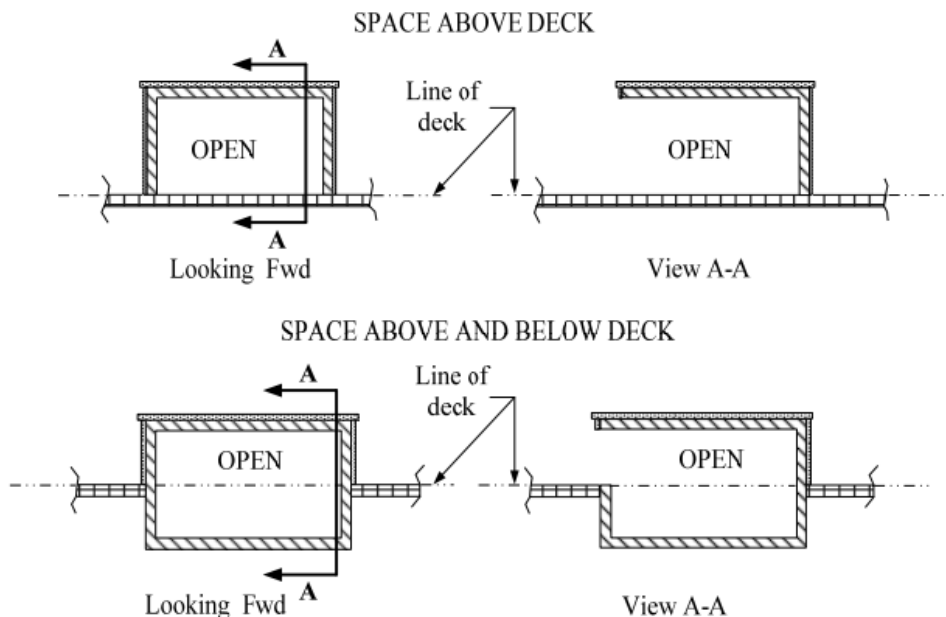 SPACE ABOVE DECK
A
Line of
deck
OPEN
OPEN
A
Looking Fwd
View A-A
SPACE ABOVE AND BELOW DECK
A
Line of
deck
OPEN
OPEN
A
Looking Fwd
View A-A